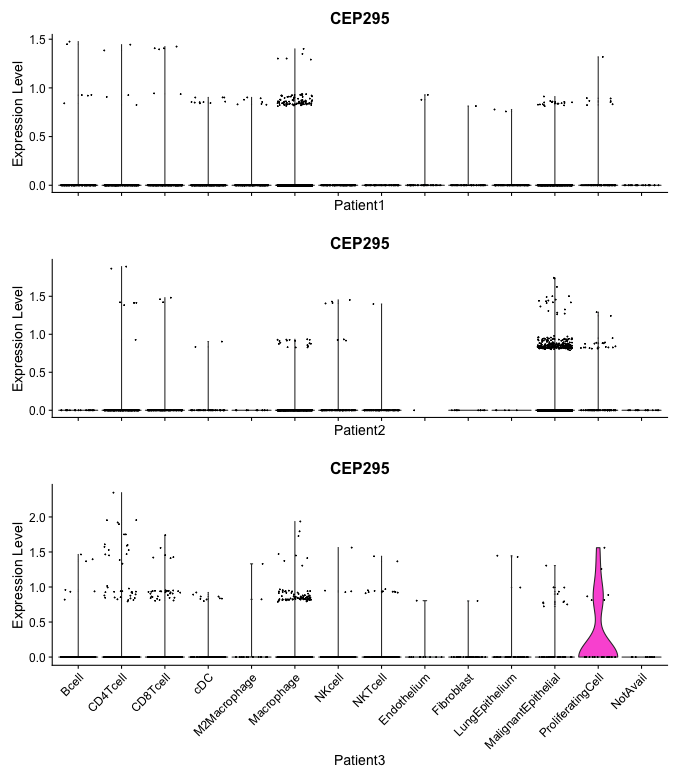 CEP295
Expression Level
1.5
1.0
0.5
0.0
Patient1
CEP295
Expression Level
1.5
1.0
0.5
0.0
Patient2
CEP295
Expression Level
2.0
1.5
1.0
0.5
0.0
Bcell
CD4Tcell
CD8Tcell
cDC
M2Macrophage
Macrophage
NKcell
NKTcell
Endothelium
Fibroblast
LungEpithelium
MalignantEpithelial
ProliferatingCell
NotAvail
Patient3